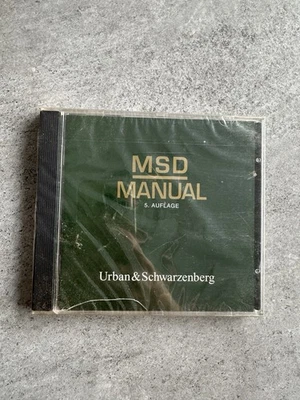 MSD
MANUAL
5. AUFLAGE
Urban & Schwarzenberg